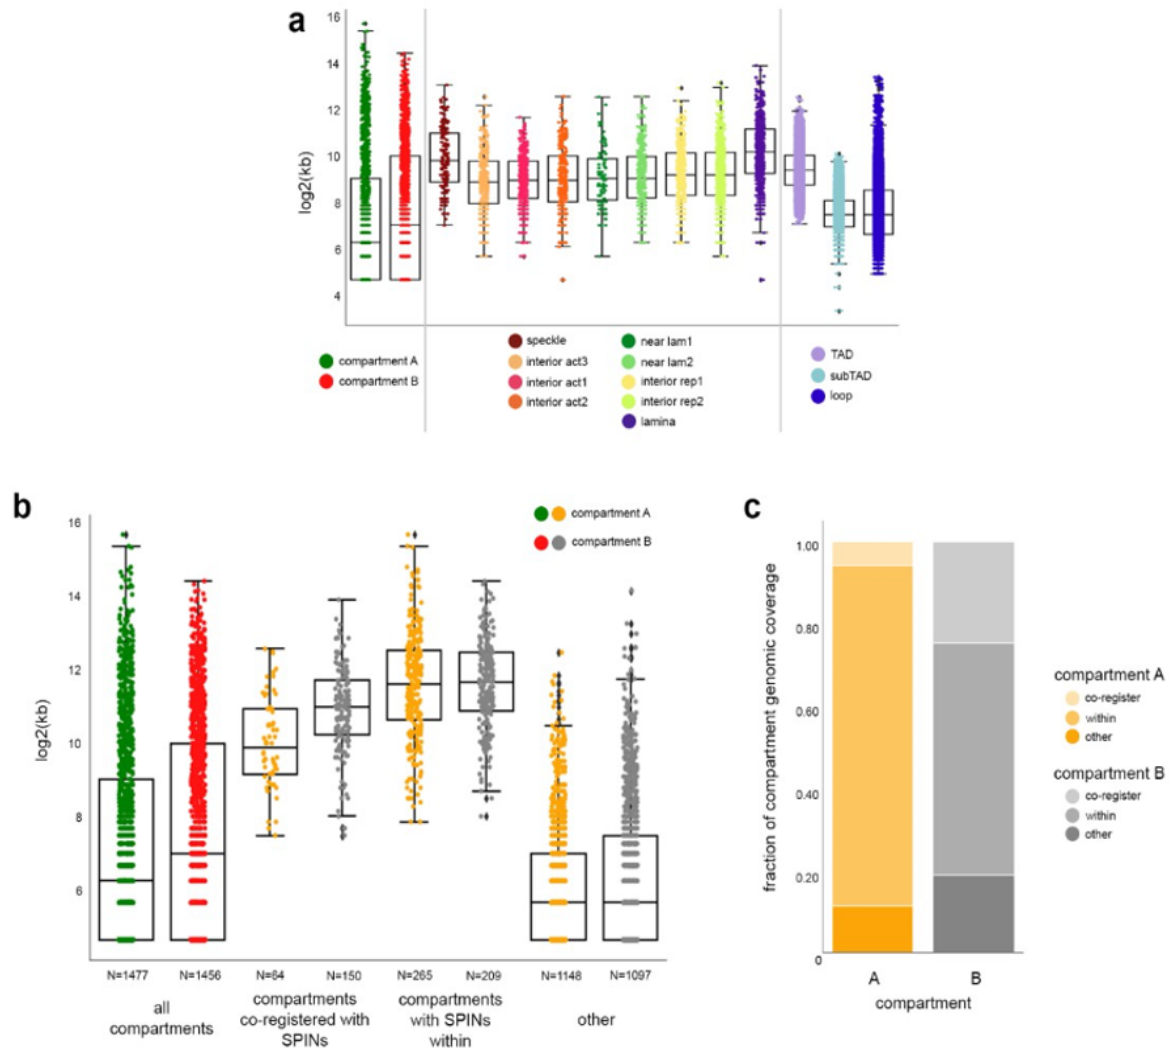 a
16
14
12
10
8
6
4
log2(kb)
compartment A
compartment B
speckle
interior act3
interior act1
interior act2
near lam1
near lam2
interior rep1
interior rep2
lamina
TAD
subTAD
loop
b
16
14
12
10
8
6
log2(kb)
compartment A
compartment B
N=1477
N=1456
N=64
N=150
N=265
N=209
N=1148
N=1097
all
compartments
compartments
co-registered with
SPINs
compartments
with SPINs
within
other
c
1.00
0.80
0.60
0.40
0.20
0
fraction of compartment genomic coverage
A
B
compartment
compartment A
co-register
within
other
compartment B
co-register
within
other